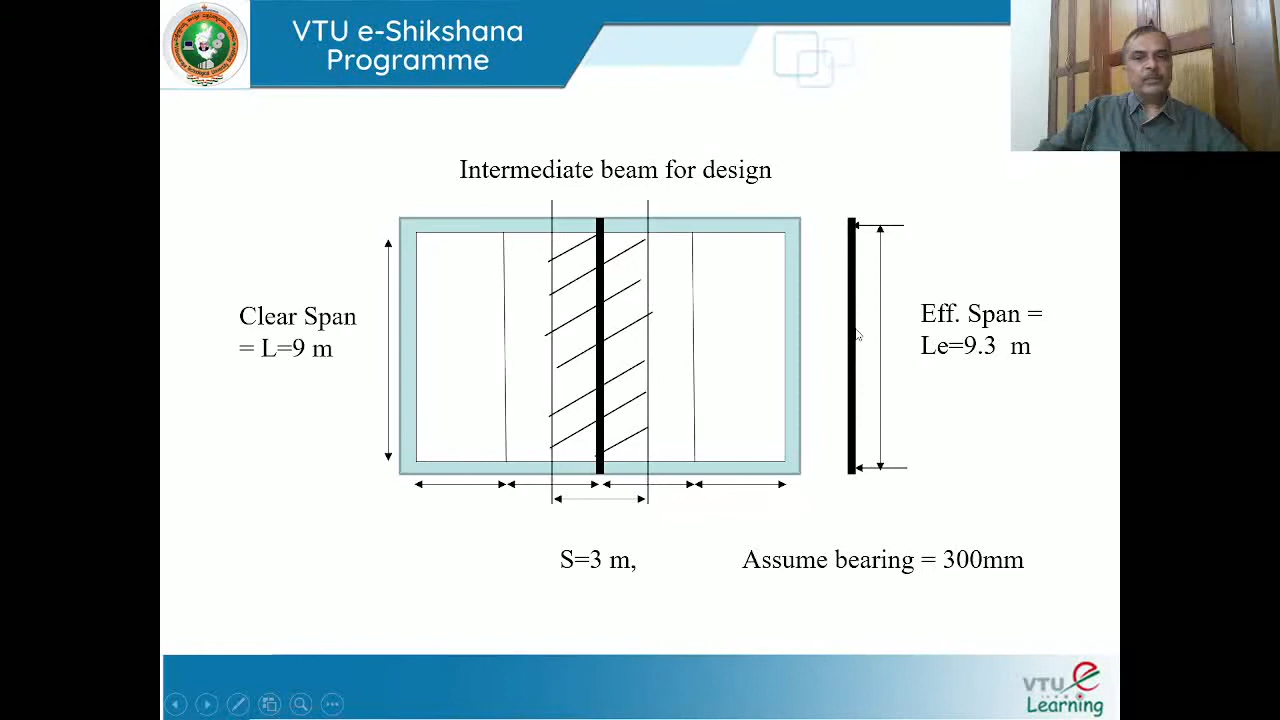 VTU e-Shikshana
Programme
Intermediate beam for design
Clear Span
= L=9 m
Eff. Span =
Le=9.3 m
S=3 m,
Assume bearing = 300mm
VTU e
Learning